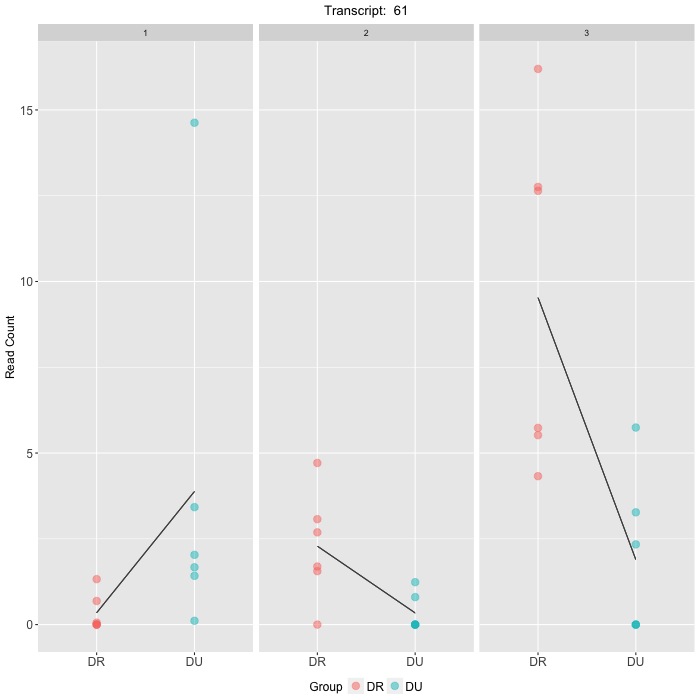 Transcript: 61
1 2 3
15
10
5
0
Read Count
DR DU DR DU DR DU
Group DR DU